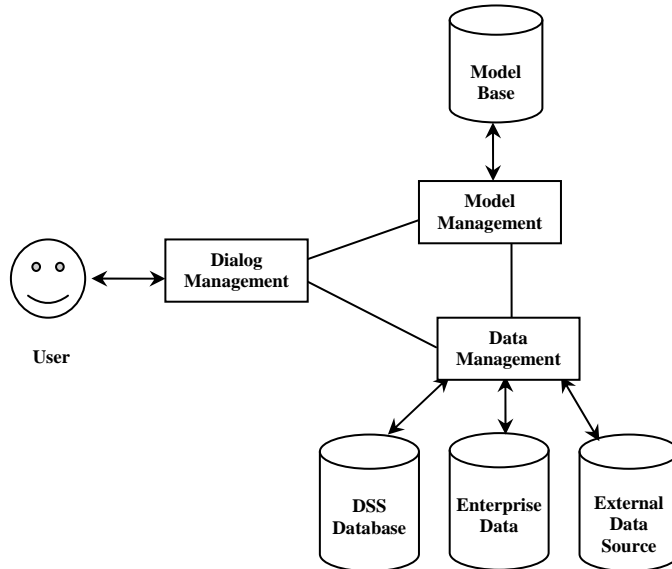 Model
Base
Model
Management
Dialog
Management
User
Data
Management
DSS
Database
Enterprise
Data
External
Data
Source